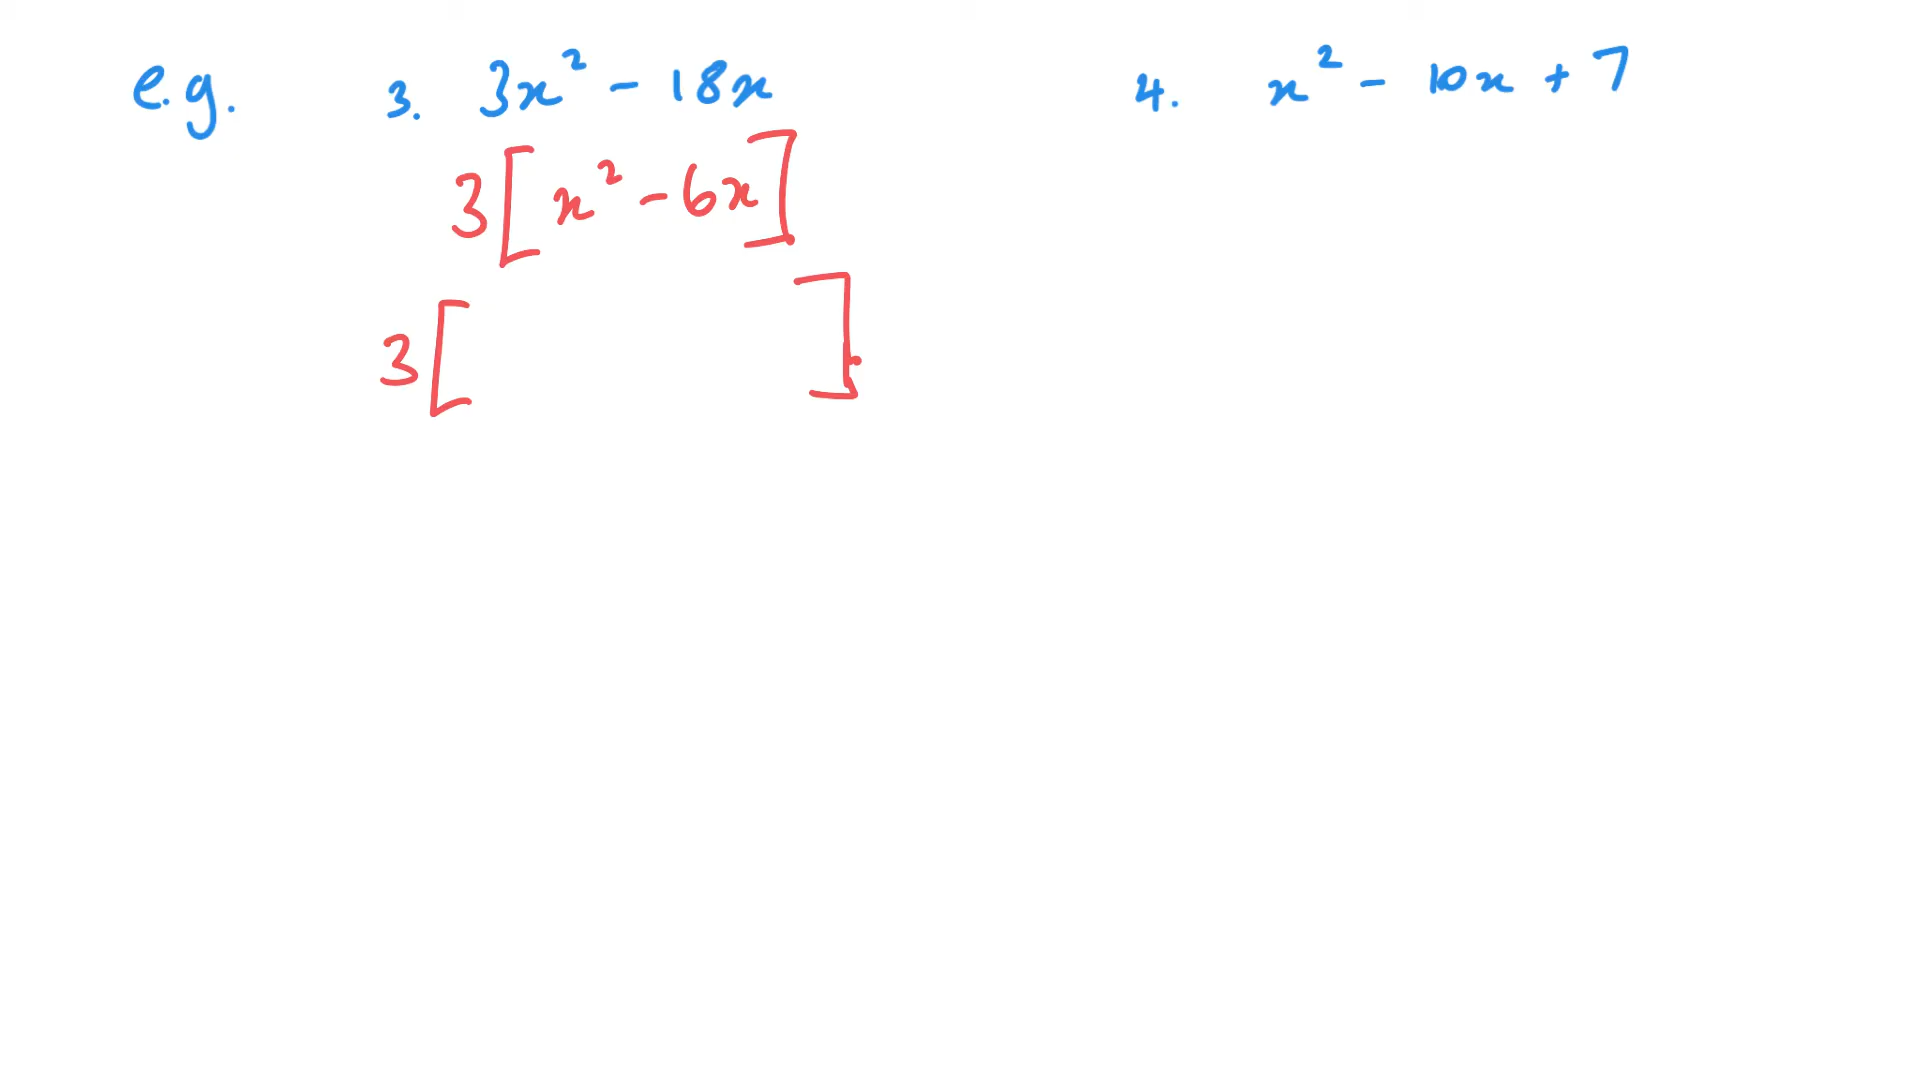 e.g. 3. 3x² - 18x 4. x² - 10x + 7
3[x² - 6x]
3[ ]